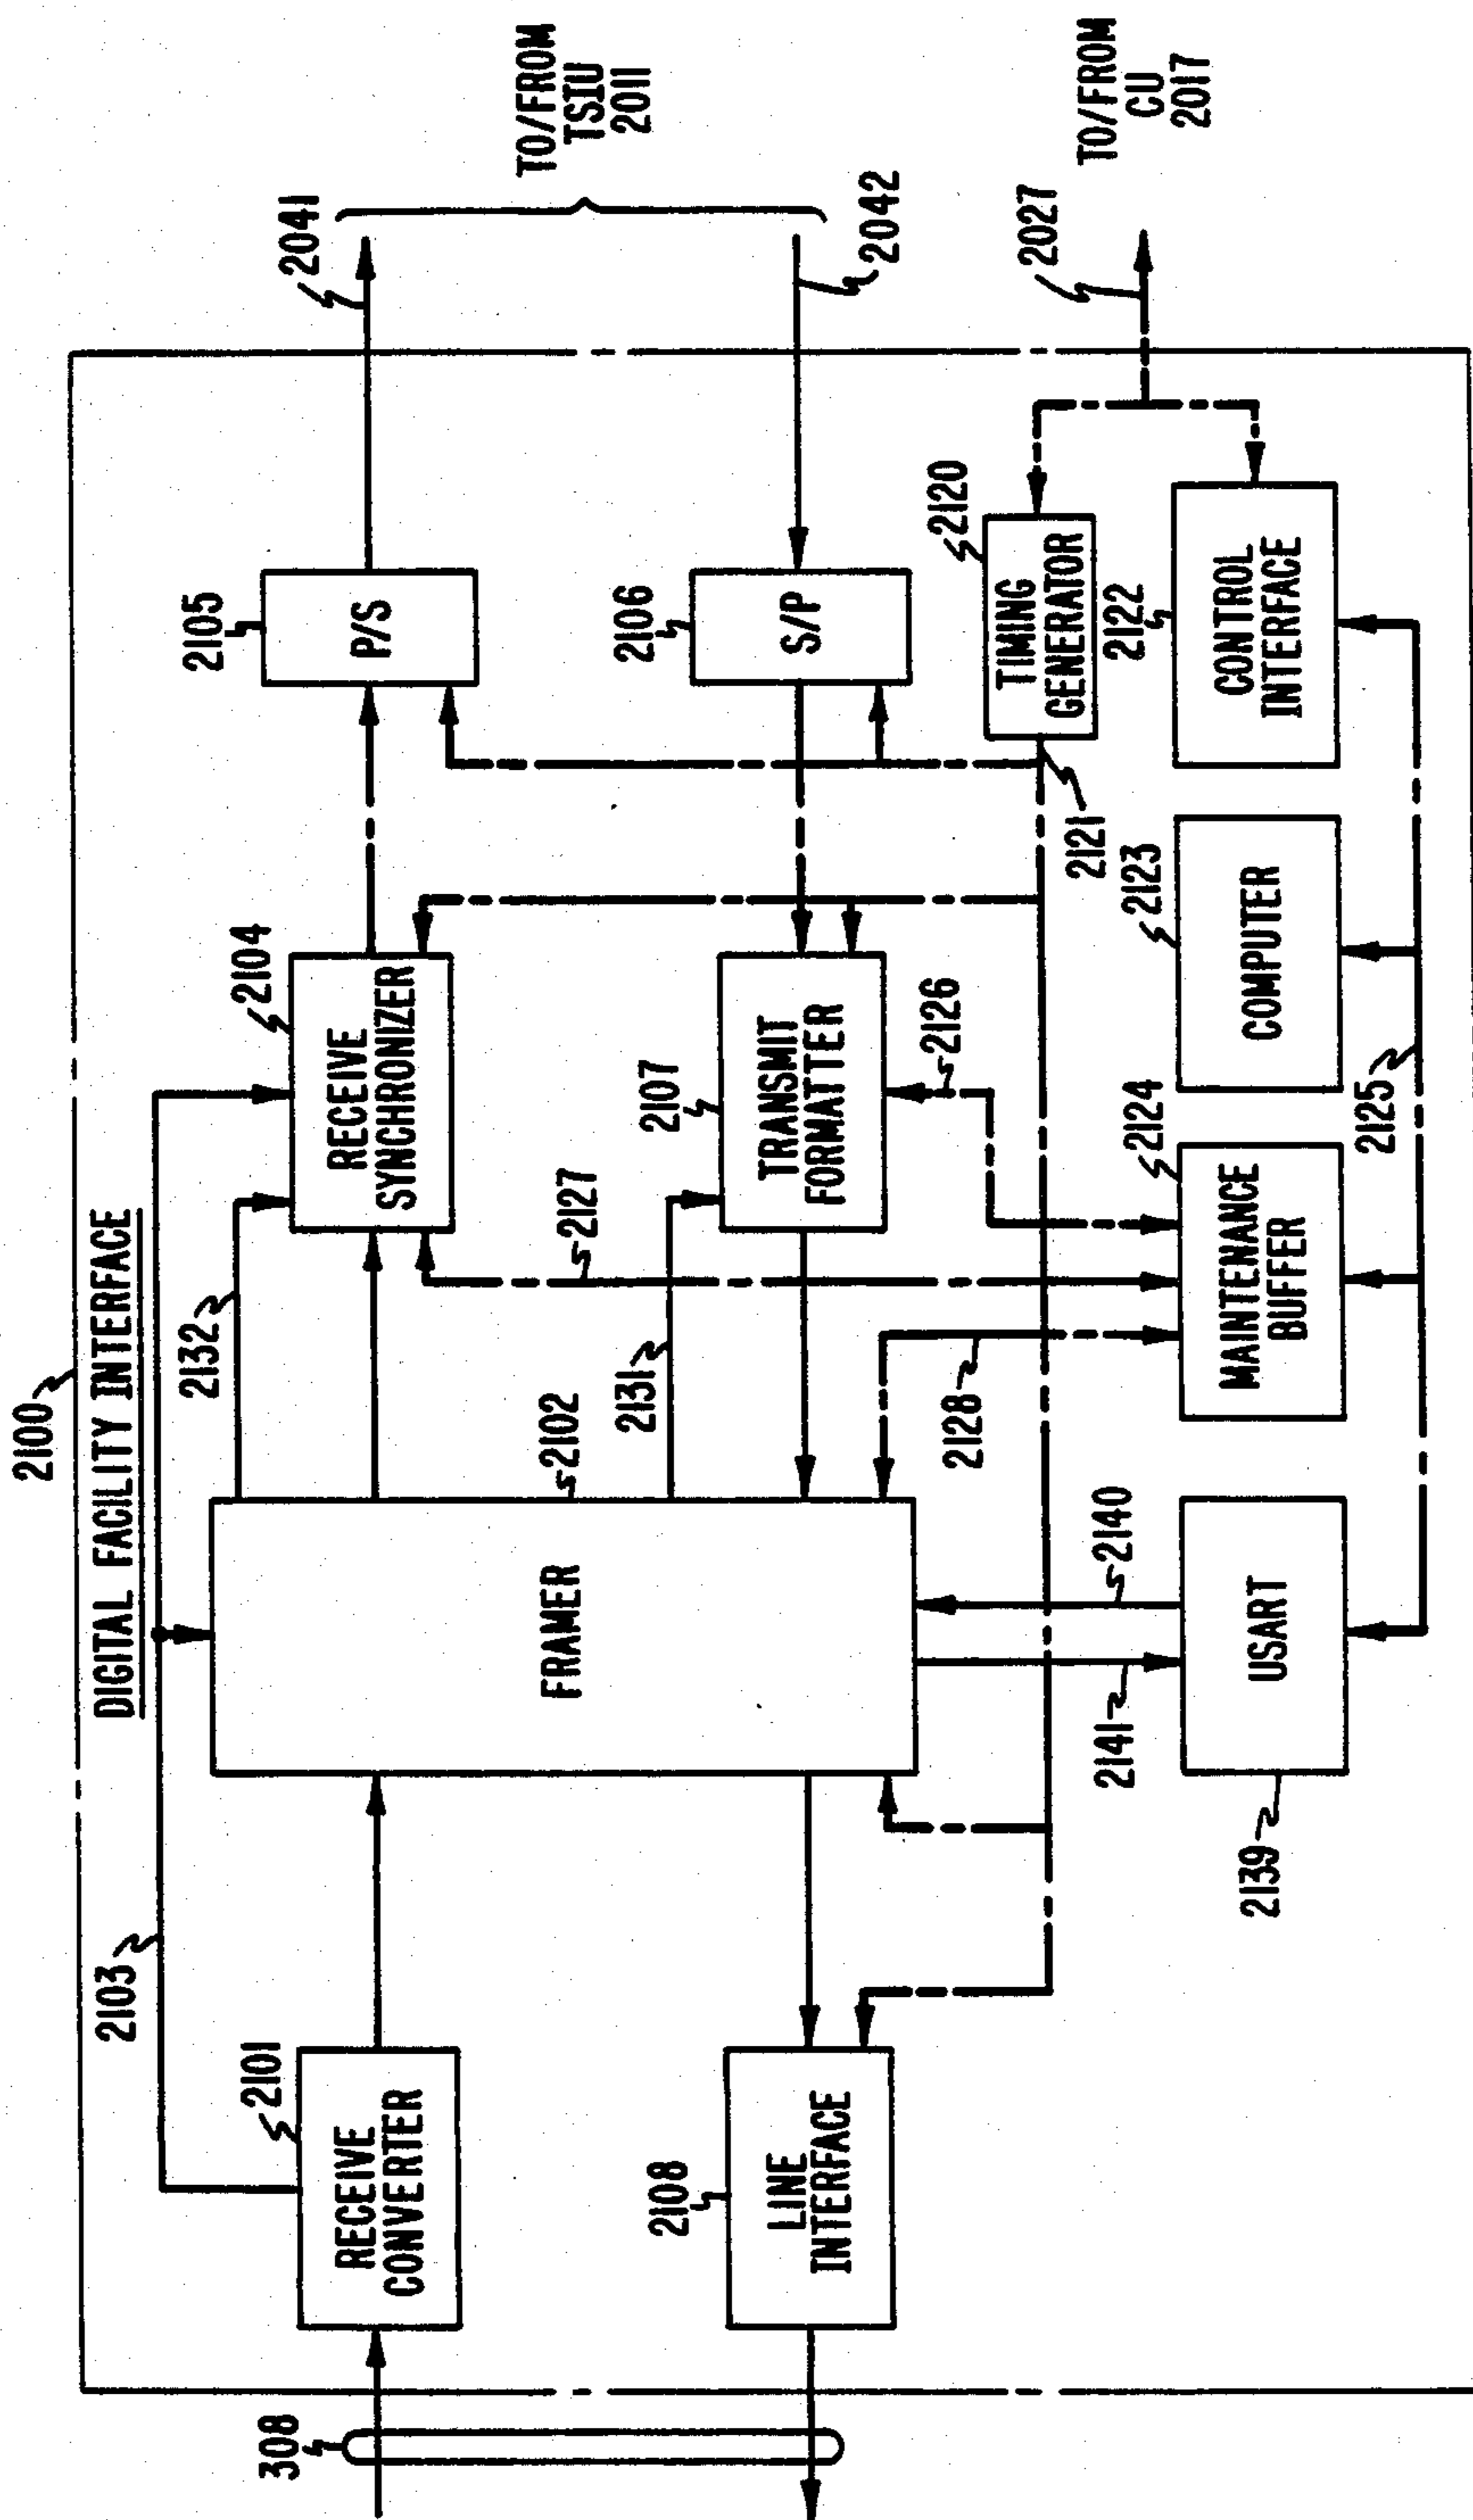 2100
DIGITAL FACILITY INTERFACE
2103
2132
308
2101
RECEIVE
CONVERTER
2102
FRAMER
2104
RECEIVE
SYNCHRONIZER
2105
P/S
2041
TO/FROM
TSIU
2011
2127
2131
2108
LINE
INTERFACE
2107
TRANSMIT
FORMATTER
2106
S/P
2042
2128
2126
2120
TIMING
GENERATOR
2121
2027
TO/FROM
CU
2017
2141
2140
2139
USART
2124
MAINTENANCE
BUFFER
2123
COMPUTER
2122
CONTROL
INTERFACE
2125